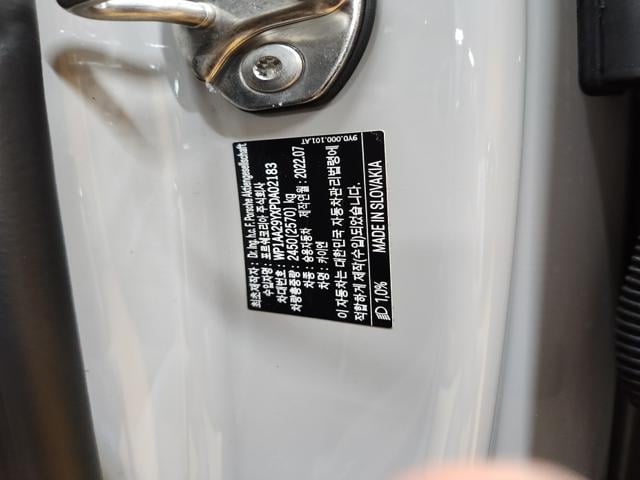 9Y0.000.101.AT
최초제작자 : Dr. Ing. h.c. F. Porsche Aktiengesellschaft
수입자명 : 포르쉐코리아 주식회사
차대번호 : WP1AA29YXPDA02183
차량총중량 : 2450(2570) kg
차종 : 승용자동차 제작연월 : 2022.07
차명 : 카이엔
이 자동차는 대한민국 자동차관리법령에
적합하게 제작(수입)되었습니다.
1,0% MADE IN SLOVAKIA